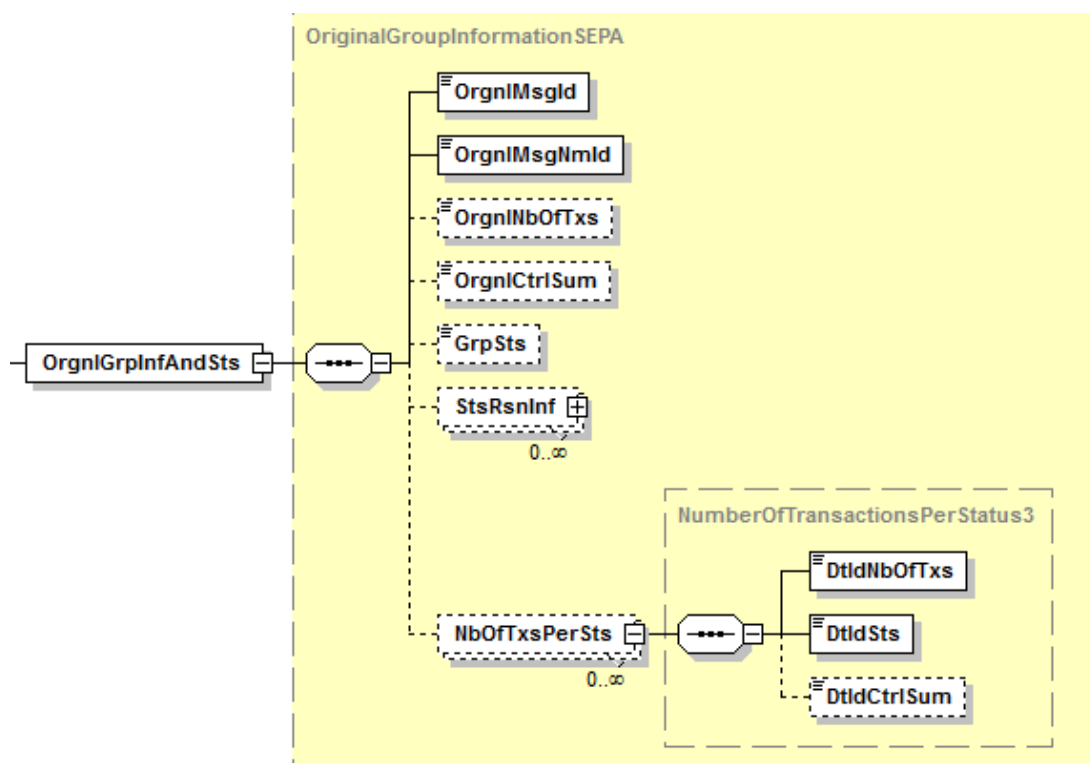 OriginalGroupInformationSEPA
OrgnlMsgId
OrgnlMsgNmId
OrgnlNbOfTxs
OrgnlCtrlSum
GrpSts
OrgnlGrpInfAndSts
StsRsnInf
0..∞
NumberOfTransactionsPerStatus3
DtldNbOfTxs
NbOfTxsPerSts
DtldSts
0..∞
DtldCtrlSum